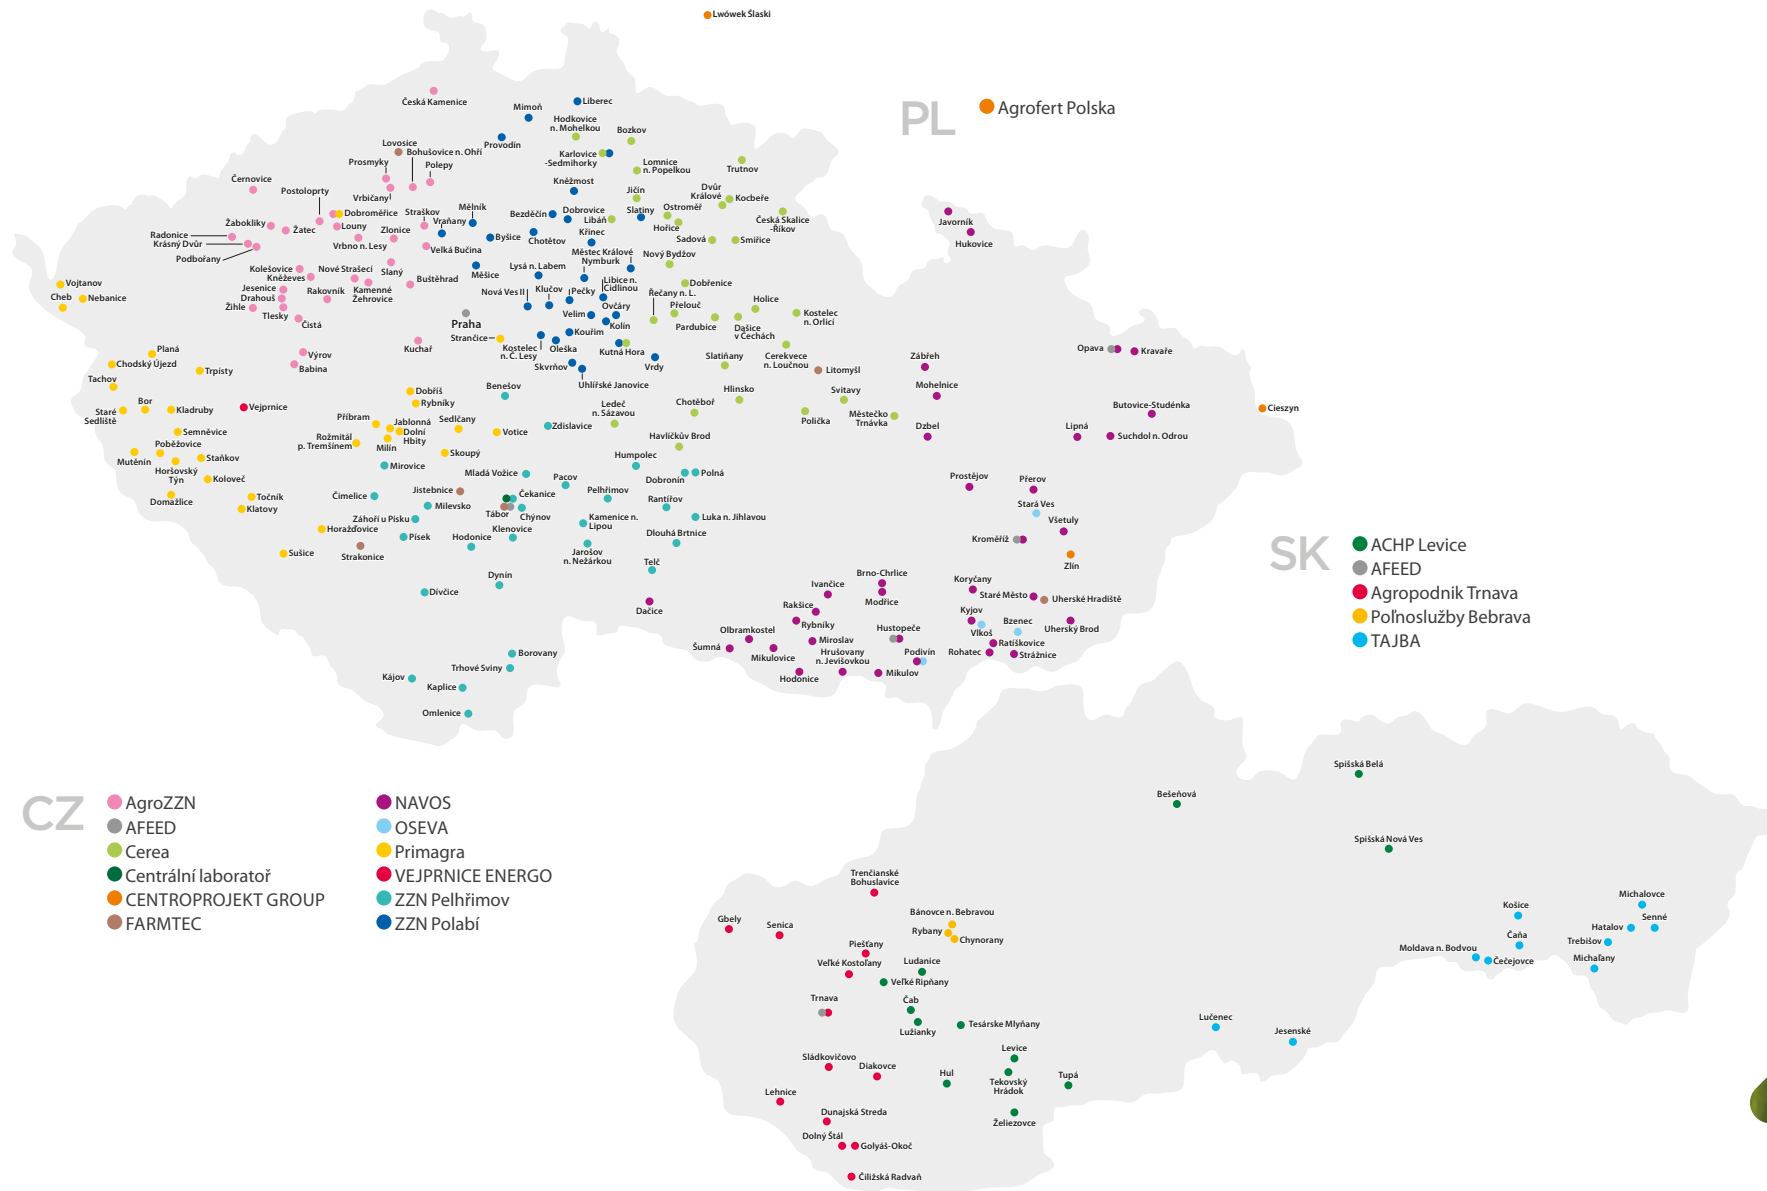 Lwówek Šlaski
PL
Agrofert Polska
Česká Kamenice
Mimoň
Liberec
Hodkovice
n. Mohelkou
Bozkov
Provodín
Karlovice
-Sedmihorky
Lomnice
n. Popelkou
Trutnov
Lovosice
Bohušovice n. Ohří
Prosmyky
Polepy
Vrbičany
Černovice
Postoloprty
Dobroměřice
Žabokliky
Žatec
Louny
Straškov
Radonice
Krásný Dvůr
Podbořany
Vrbno n. Lesy
Zlonice
Velká Bučina
Vraňany
Mělník
Byšice
Kněžmost
Bezděčín
Dobrovice
Chotětov
Libáň
Jičín
Slatiny
Ostroměř
Hořice
Dvůr
Králové
Kocbeře
Česká Skalice
-Říkov
Sadová
Smiřice
Křinec
Městec Králové
Nymburk
Nový Bydžov
Javorník
Hukovice
Kolešovice
Kněževes
Nové Strašecí
Slaný
Buštěhrad
Jesenice
Drahouš
Rakovník
Kamenné
Žehrovice
Žihle
Tlesky
Čistá
Měšice
Lysá n. Labem
Libice n.
Cidlinou
Nová Ves II
Klučov
Pečky
Ovčáry
Velim
Kolín
Řečany n. L.
Dobřenice
Přelouč
Pardubice
Holice
Dašice
v Čechách
Kostelec
n. Orlicí
Vojtanov
Cheb
Nebanice
Praha
Strančice
Kostelec
n. Č. Lesy
Oleška
Kouřim
Kutná Hora
Skvrňov
Uhlířské Janovice
Vrdy
Slatiňany
Cerekvece
n. Loučnou
Litomyšl
Zábřeh
Opava
Kravaře
Planá
Chodský Újezd
Trpísty
Tachov
Výrov
Babina
Kuchař
Benešov
Staré
Sedliště
Bor
Kladruby
Vejprnice
Semněvice
Dobříš
Rybníky
Příbram
Jablonná
Dolní
Hbity
Milín
Sedlčany
Votice
Rožmitál
p. Tremšínem
Skoupý
Zdislavice
Ledeč
n. Sázavou
Chotěboř
Hlinsko
Polička
Svitavy
Městečko
Trnávka
Havlíčkův Brod
Mohelnice
Dzbel
Butovice-Studénka
Lipná
Suchdol n. Odrou
Cieszyn
Poběžovice
Mutěnín
Horšovský
Týn
Staňkov
Koloveč
Domažlice
Točník
Klatovy
Mirovice
Mladá Vožice
Pacov
Humpolec
Dobronín
Polná
Čimelice
Jistebnice
Milevsko
Tábor
Čekanice
Chýnov
Pelhřimov
Rantířov
Kamenice n.
Lipou
Luka n. Jihlavou
Prostějov
Přerov
Stará Ves
Všetuly
Kroměříž
Zlín
Horažďovice
Sušice
Strakonice
Záhoří u Písku
Písek
Hodonice
Klenovice
Jarošov
n. Nežárkou
Dlouhá Brtnice
Telč
Dynín
Dívčice
Dačice
Brno-Chrlice
Modřice
Ivančice
Rakšice
Rybníky
Koryčany
Staré Město
Uherské Hradiště
Kyjov
Vlkoš
Bzenec
Uherský Brod
Ratíškovice
Rohatec
Strážnice
Olbramkostel
Šumná
Mikulovice
Miroslav
Hrušovany
n. Jevišovkou
Hustopeče
Podivín
Hodonice
Mikulov
Borovany
Trhové Sviny
Kájov
Kaplice
Omlenice
SK
ACHP Levice
AFEED
Agropodnik Trnava
Poľnoslužby Bebrava
TAJBA
CZ
AgroZZN
AFEED
Cerea
Centrální laboratoř
CENTROPROJEKT GROUP
FARMTEC
NAVOS
OSEVA
Primagra
VEJPRNICE ENERGO
ZZN Pelhřimov
ZZN Polabí
Spišská Belá
Bešeňová
Spišská Nová Ves
Trenčianské
Bohuslavice
Gbely
Senica
Bánovce n. Bebravou
Rybany
Chynorany
Piešťany
Veľké Kostoľany
Ludanice
Veľké Ripňany
Trnava
Čab
Lužianky
Tesárske Mlyňany
Michalovce
Košice
Senné
Hatalov
Čaňa
Trebišov
Moldava n. Bodvou
Čečejovce
Michaľany
Lučenec
Jesenské
Sládkovičovo
Diakovce
Levice
Hul
Tekovský
Hrádok
Tupá
Lehnice
Želiezovce
Dunajská Streda
Dolný Štál
Golyáš-Okoč
Čiližská Radvaň